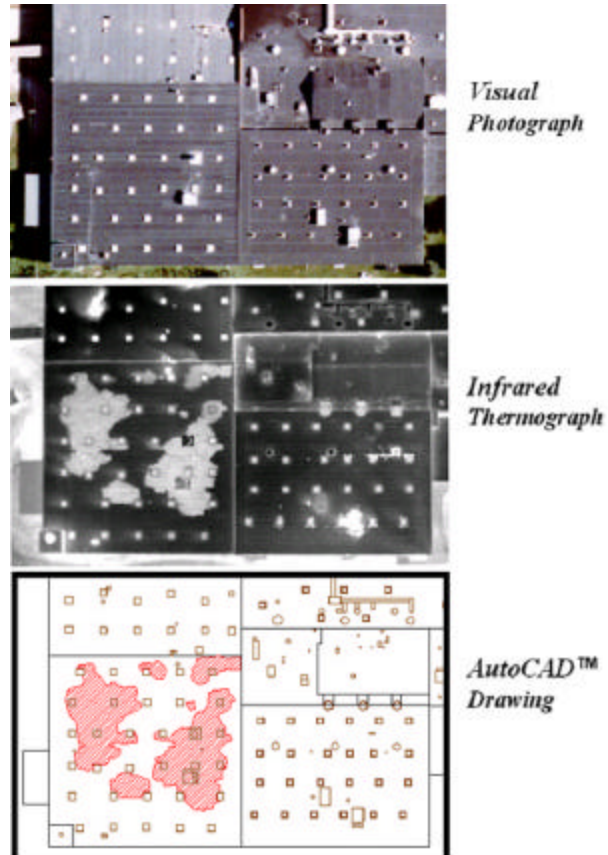 Visual
Photograph
Infrared
Thermograph
AutoCAD™
Drawing